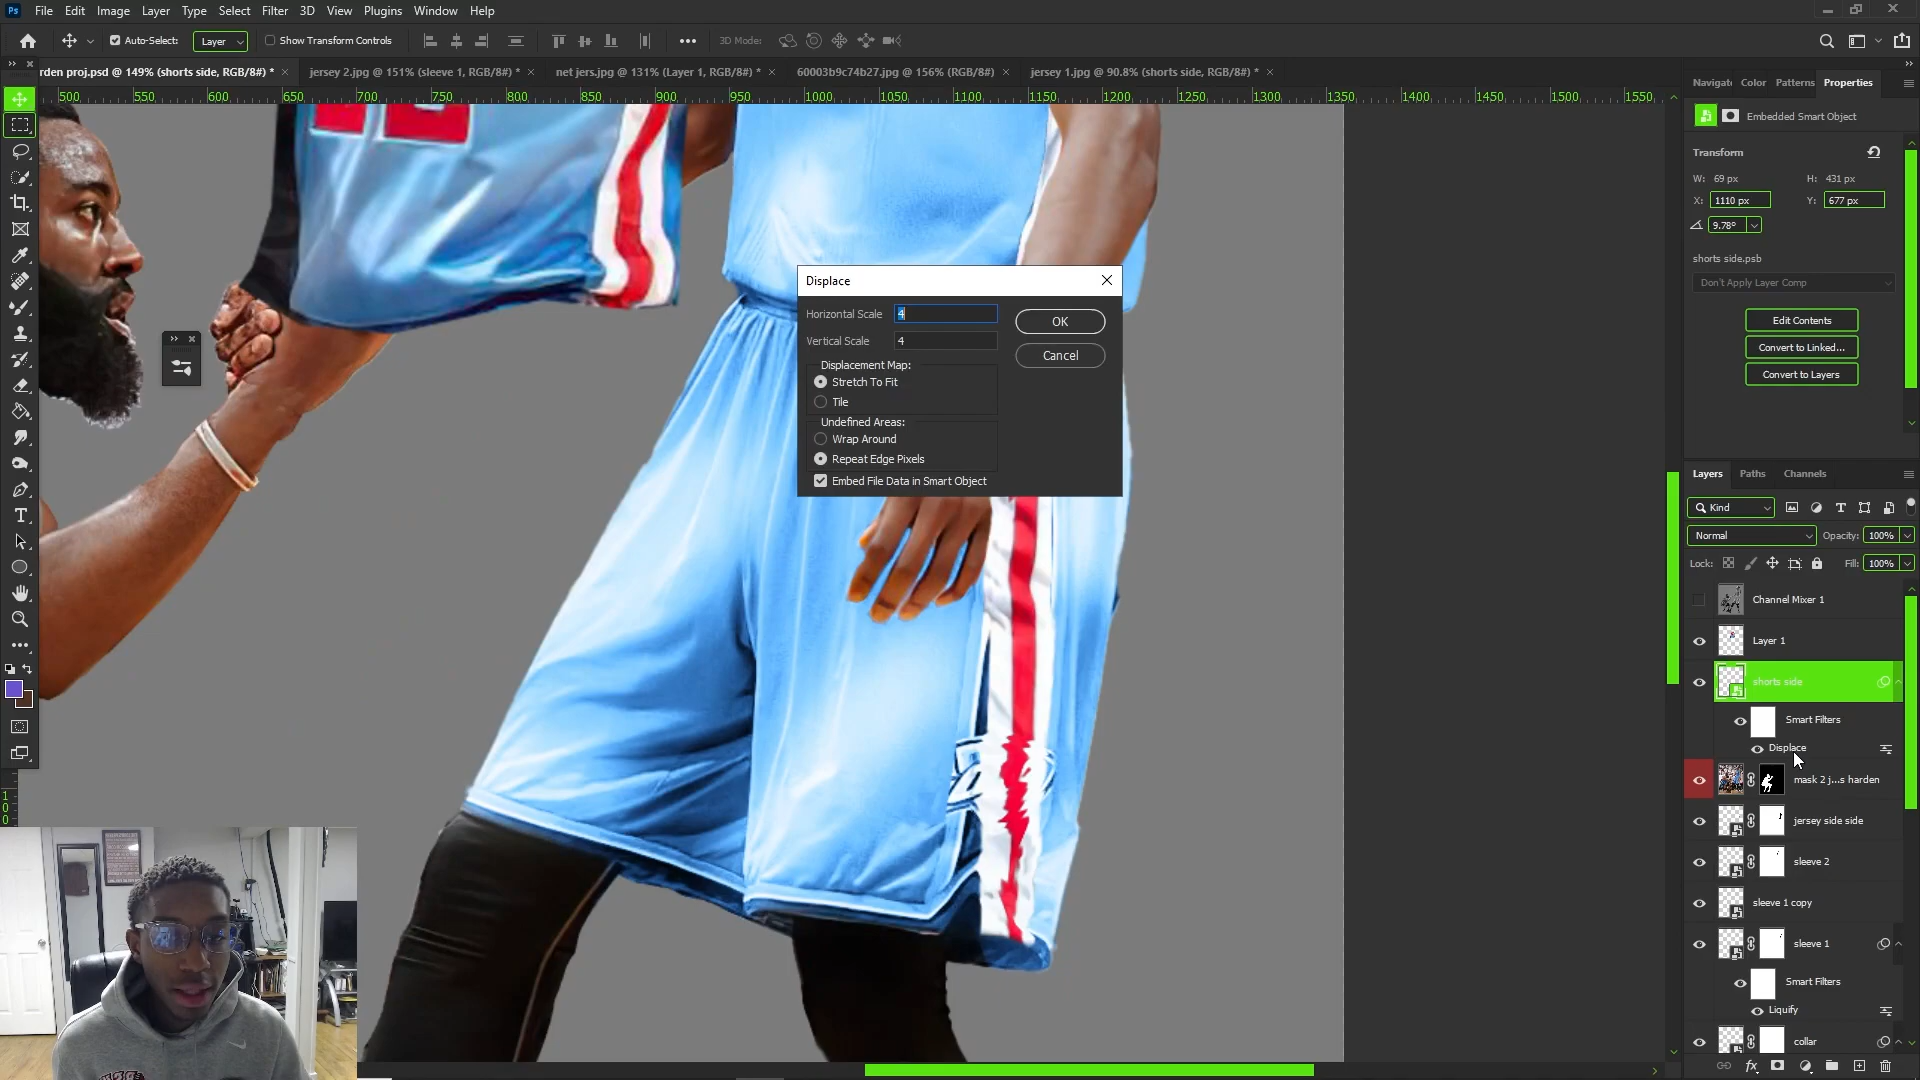 Ps File Edit Image Layer Type Select Filter 3D View Plugins Window Help
Auto-Select: Layer Show Transform Controls 3D Mode:
rden proj.psd @ 149% (shorts side, RGB/8#) * jersey 2.jpg @ 151% (sleeve 1, RGB/8#) * net jers.jpg @ 131% (Layer 1, RGB/8#) * 60003b9c74b27.jpg @ 156% (RGB/8) jersey 1.jpg @ 90.8% (shorts side, RGB/8#) *
500 550 600 650 700 750 800 850 900 950 1000 1050 1100 1150 1200 1250 1300 1350 1400 1450 1500 1550
Navigate Color Patterns Properties
Embedded Smart Object
Transform
W: 69 px H: 431 px
X: 1110 px Y: 677 px
9.78°
shorts side.psb
Don't Apply Layer Comp
Edit Contents
Convert to Linked...
Convert to Layers
Displace
Horizontal Scale 4 OK
Vertical Scale 4 Cancel
Displacement Map:
Stretch To Fit
Tile
Undefined Areas:
Wrap Around
Repeat Edge Pixels
Embed File Data in Smart Object
Layers Paths Channels
Kind
Normal Opacity: 100%
Lock: Fill: 100%
Channel Mixer 1
Layer 1
shorts side
Smart Filters
Displace
mask 2 j...s harden
jersey side side
sleeve 2
sleeve 1 copy
sleeve 1
Smart Filters
Liquify
collar
1
0
0